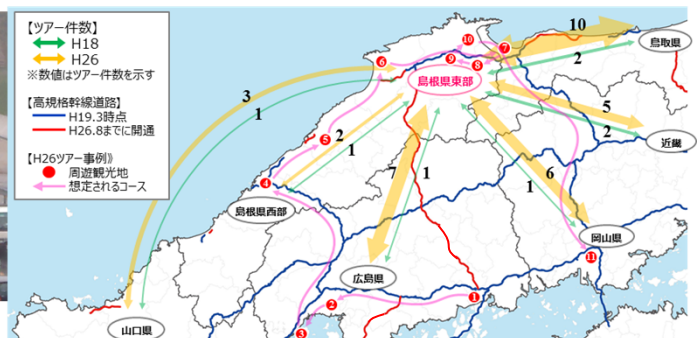 【ツアー件数】
H18
H26
※数値はツアー件数を示す
【高規格幹線道路】
H19.3時点
H26.8までに開通
【H26ツアー事例》
周遊観光地
想定されるコース
10
鳥取県
2
10
7
9
8
6
島根県東部
3
1
5
2
近畿
5
2
1
4
7
1
6
1
島根県西部
岡山県
11
広島県
1
2
3
山口県